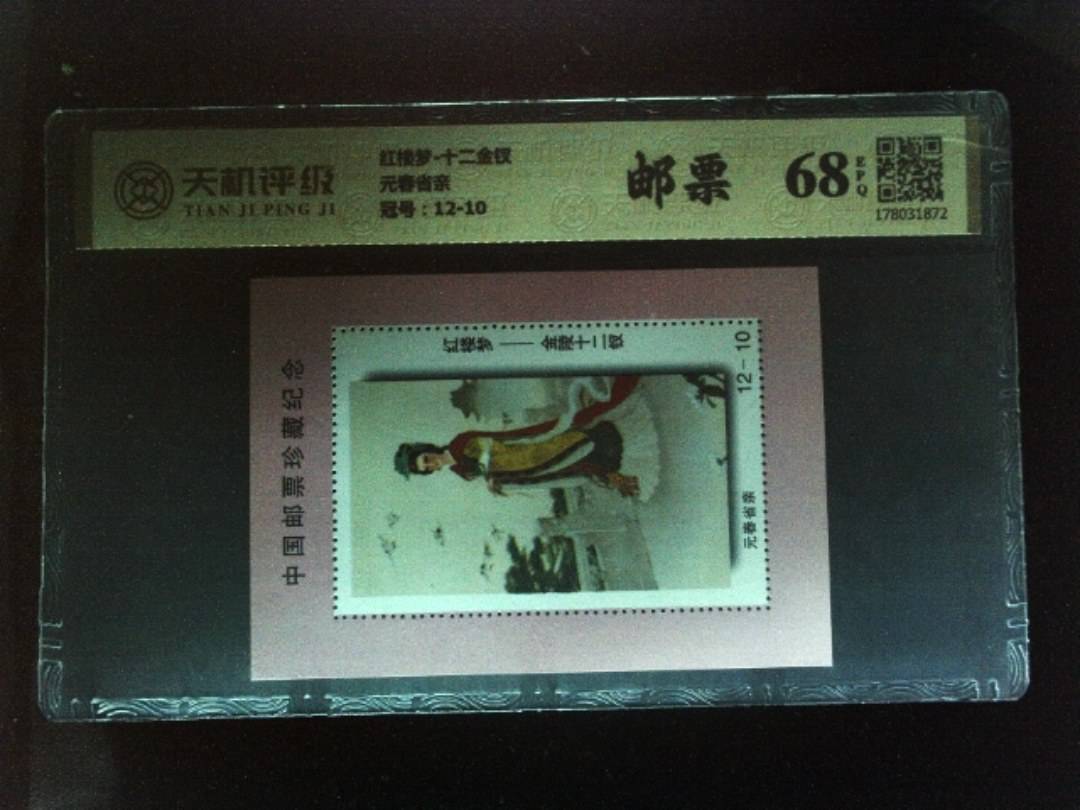 天机评级
TIAN JI PING JI
红楼梦-十二金钗
元春省亲
冠号：12-10
邮票
68
EPQ
178031872
中国邮票珍藏纪念
红楼梦——金陵十二钗
12-10
元春省亲